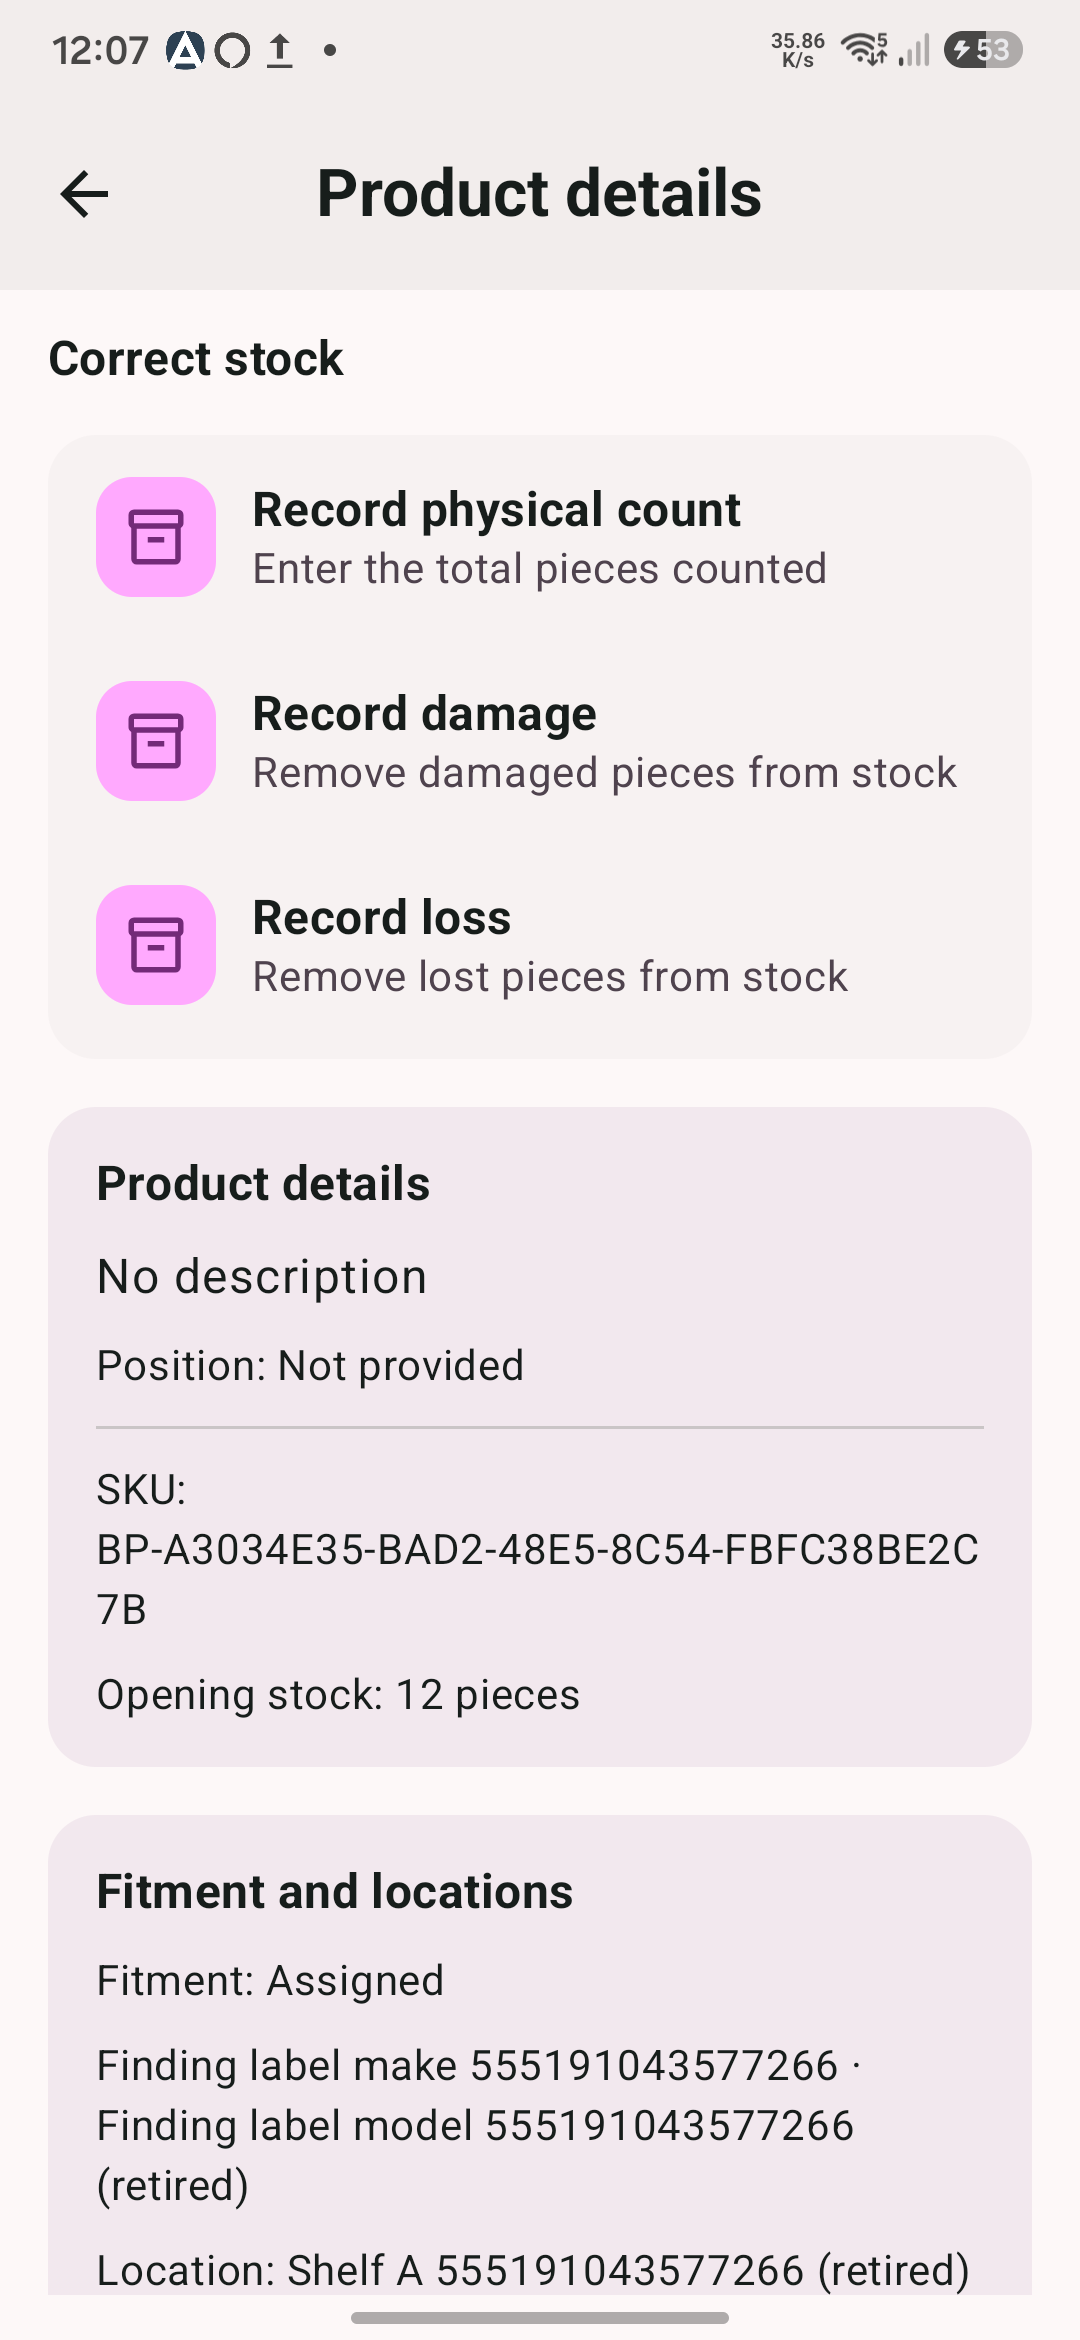 12:07
35.86
K/s
5
53
Product details
Correct stock
Record physical count
Enter the total pieces counted
Record damage
Remove damaged pieces from stock
Record loss
Remove lost pieces from stock
Product details
No description
Position: Not provided
SKU:
BP-A3034E35-BAD2-48E5-8C54-FBFC38BE2C
7B
Opening stock: 12 pieces
Fitment and locations
Fitment: Assigned
Finding label make 555191043577266 ·
Finding label model 555191043577266
(retired)
Location: Shelf A 555191043577266 (retired)